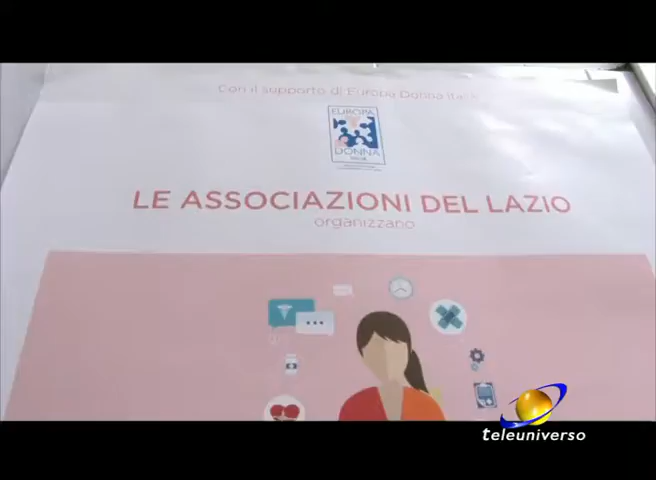 Con il supporto di Europa Donna Italia
EUROPA
DONNA
LE ASSOCIAZIONI DEL LAZIO
organizzano
teleuniverso